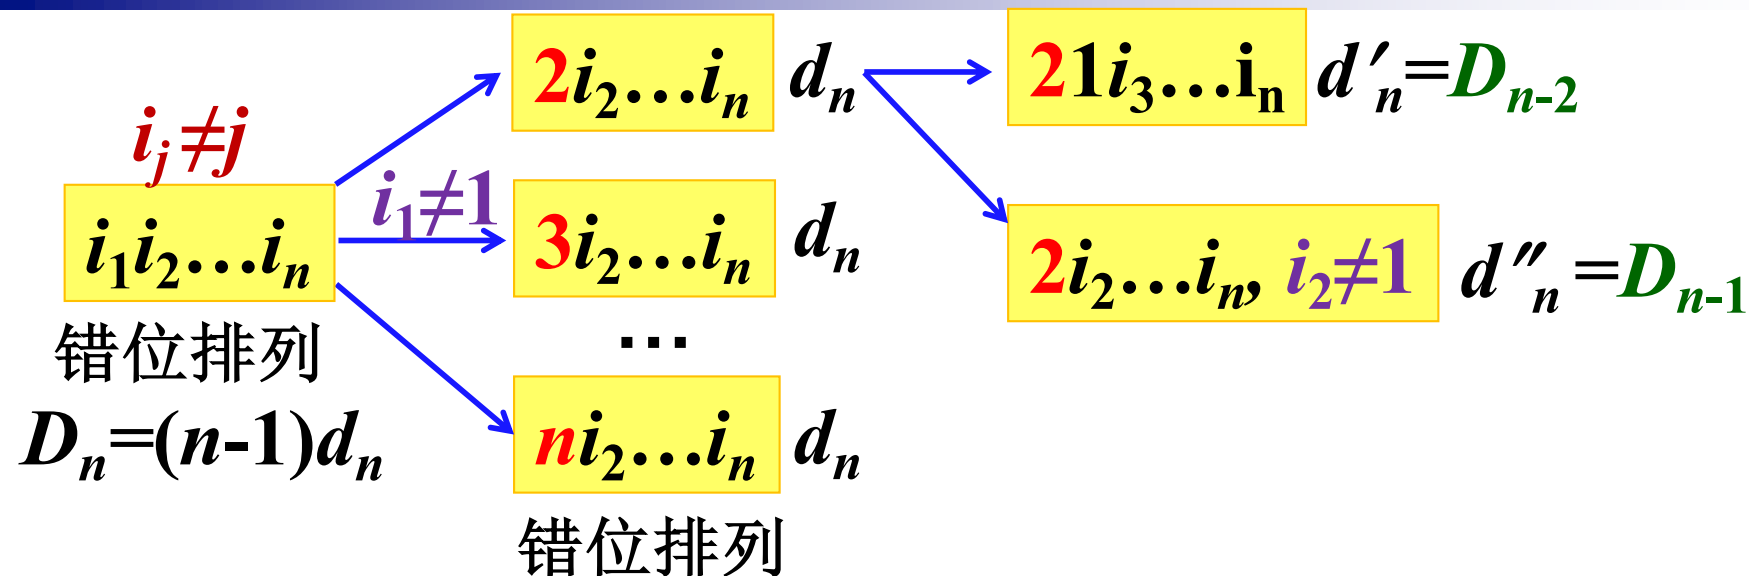 2i₂…iₙ dₙ
21i₃…iₙ d′ₙ=Dₙ₋₂
iⱼ≠j
i₁≠1
i₁i₂…iₙ
3i₂…iₙ dₙ
2i₂…iₙ, i₂≠1 d″ₙ=Dₙ₋₁
错位排列
…
Dₙ=(n-1)dₙ
ni₂…iₙ dₙ
错位排列